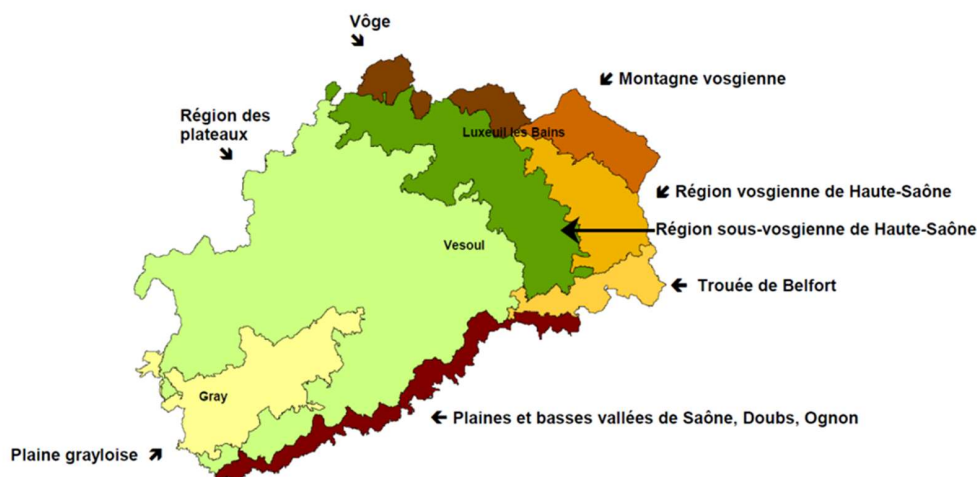 Vôge
Montagne vosgienne
Région des
plateaux
Luxeuil les Bains
Région vosgienne de Haute-Saône
Région sous-vosgienne de Haute-Saône
Vesoul
Trouée de Belfort
Gray
Plaines et basses vallées de Saône, Doubs, Ognon
Plaine grayloise